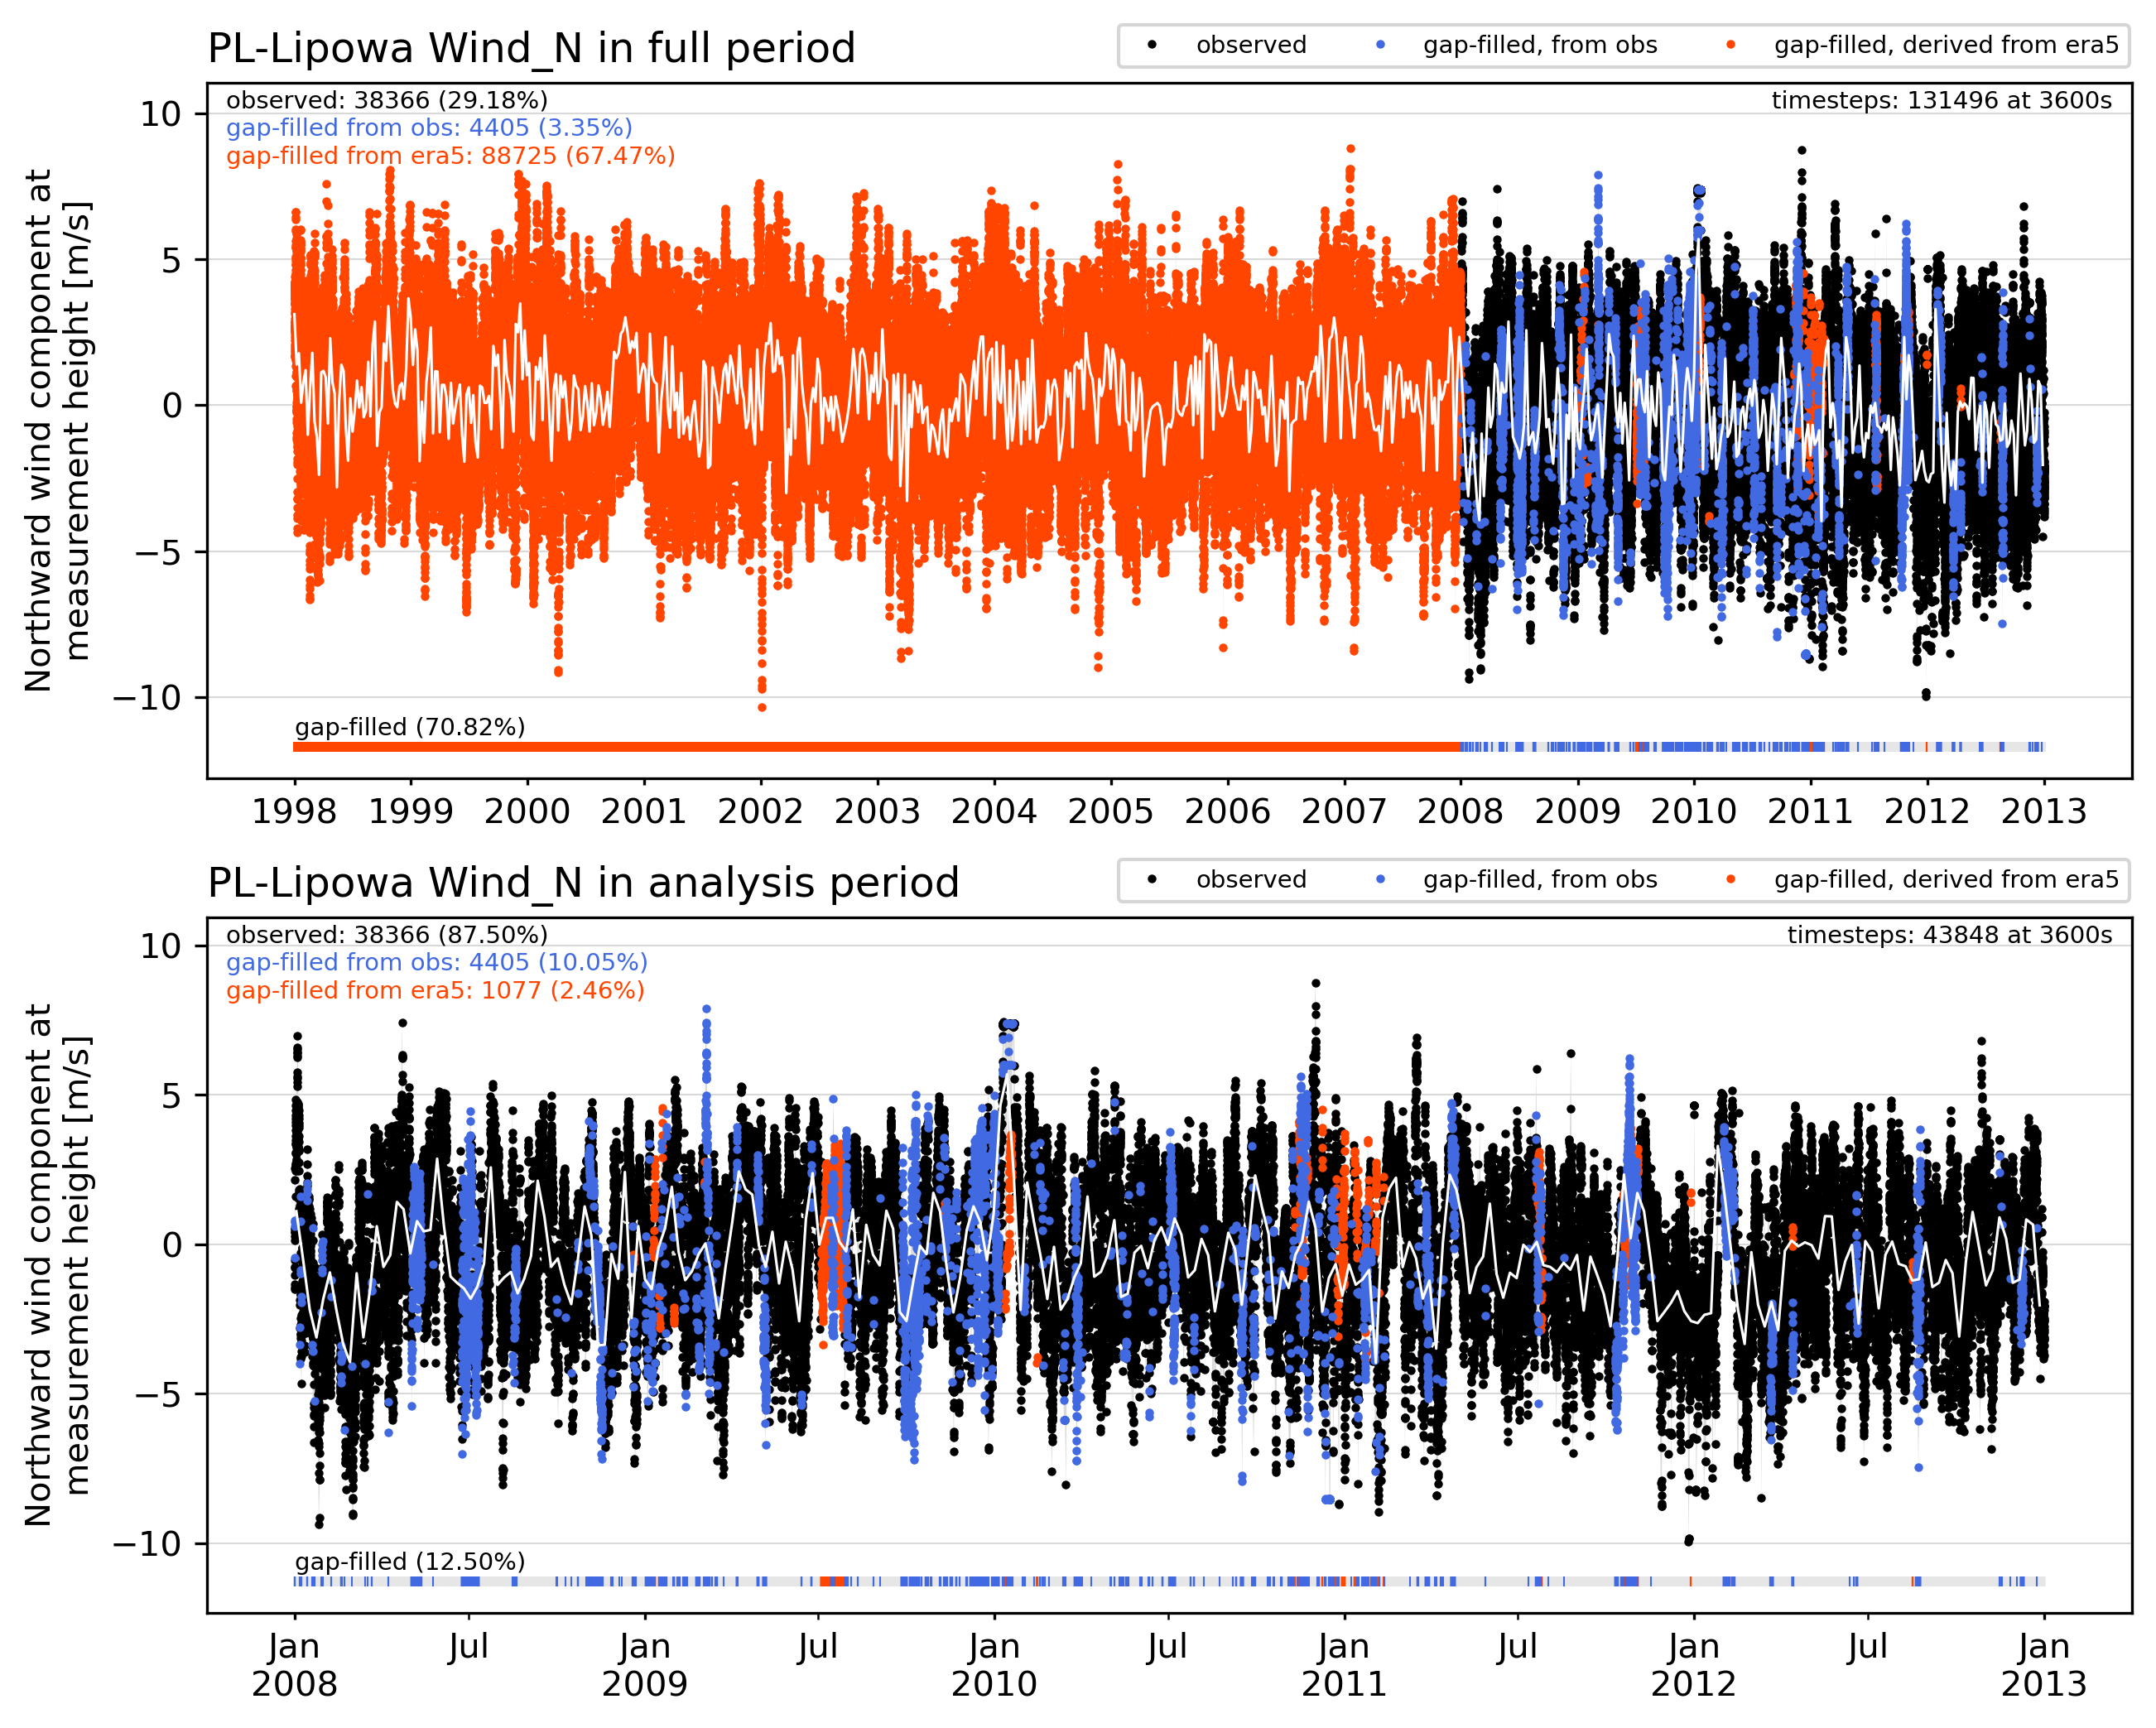 PL-Lipowa Wind_N in full period
observed gap-filled, from obs gap-filled, derived from era5
observed: 38366 (29.18%)
timesteps: 131496 at 3600s
gap-filled from obs: 4405 (3.35%)
gap-filled from era5: 88725 (67.47%)
Northward wind component at
measurement height [m/s]
10
5
0
−5
−10
gap-filled (70.82%)
1998 1999 2000 2001 2002 2003 2004 2005 2006 2007 2008 2009 2010 2011 2012 2013
PL-Lipowa Wind_N in analysis period
observed gap-filled, from obs gap-filled, derived from era5
observed: 38366 (87.50%)
timesteps: 43848 at 3600s
gap-filled from obs: 4405 (10.05%)
gap-filled from era5: 1077 (2.46%)
Northward wind component at
measurement height [m/s]
10
5
0
−5
−10
gap-filled (12.50%)
Jan Jul Jan Jul Jan Jul Jan Jul Jan Jul Jan
2008 2009 2010 2011 2012 2013